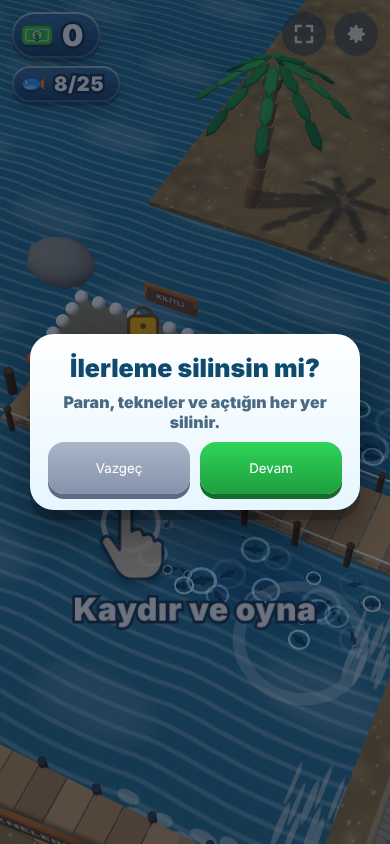 0
8/25
KİLİTLİ
İlerleme silinsin mi?
Paran, tekneler ve açtığın her yer
silinir.
Vazgeç
Devam
Kaydır ve oyna